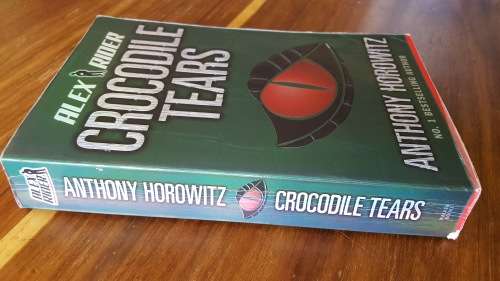 ALEX RIDER
CROCODILE
TEARS
ANTHONY HOROWITZ
NO. 1 BESTSELLING AUTHOR
ALEX
RIDER
ANTHONY HOROWITZ
CROCODILE TEARS